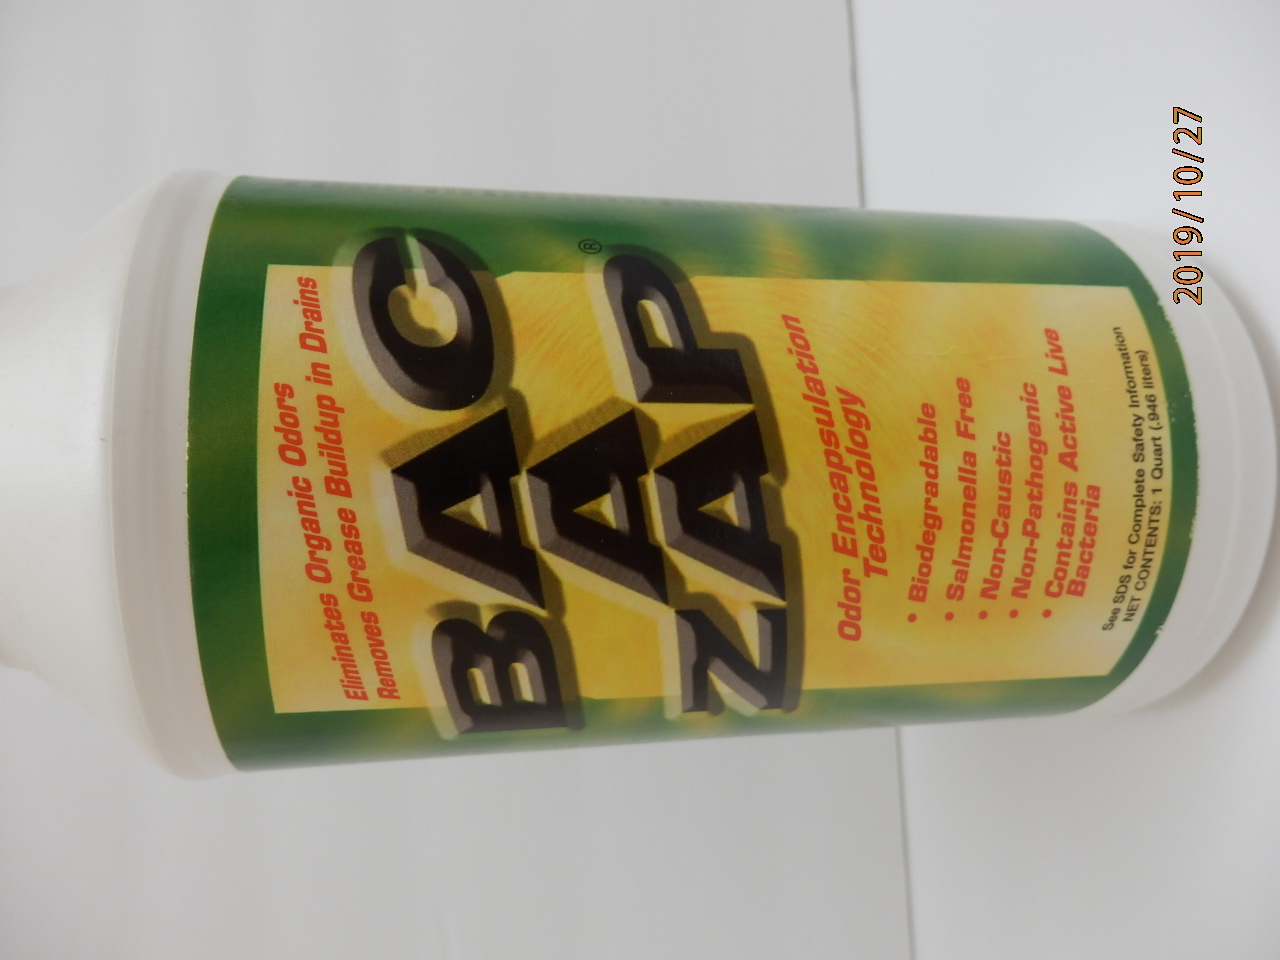 Eliminates Organic Odors
Removes Grease Buildup in Drains
BAC
A
ZAP®
Odor Encapsulation
Technology
• Biodegradable
• Salmonella Free
• Non-Caustic
• Non-Pathogenic
• Contains Active Live
Bacteria
See SDS for Complete Safety Information
NET CONTENTS: 1 Quart (.946 liters)
2019/10/27